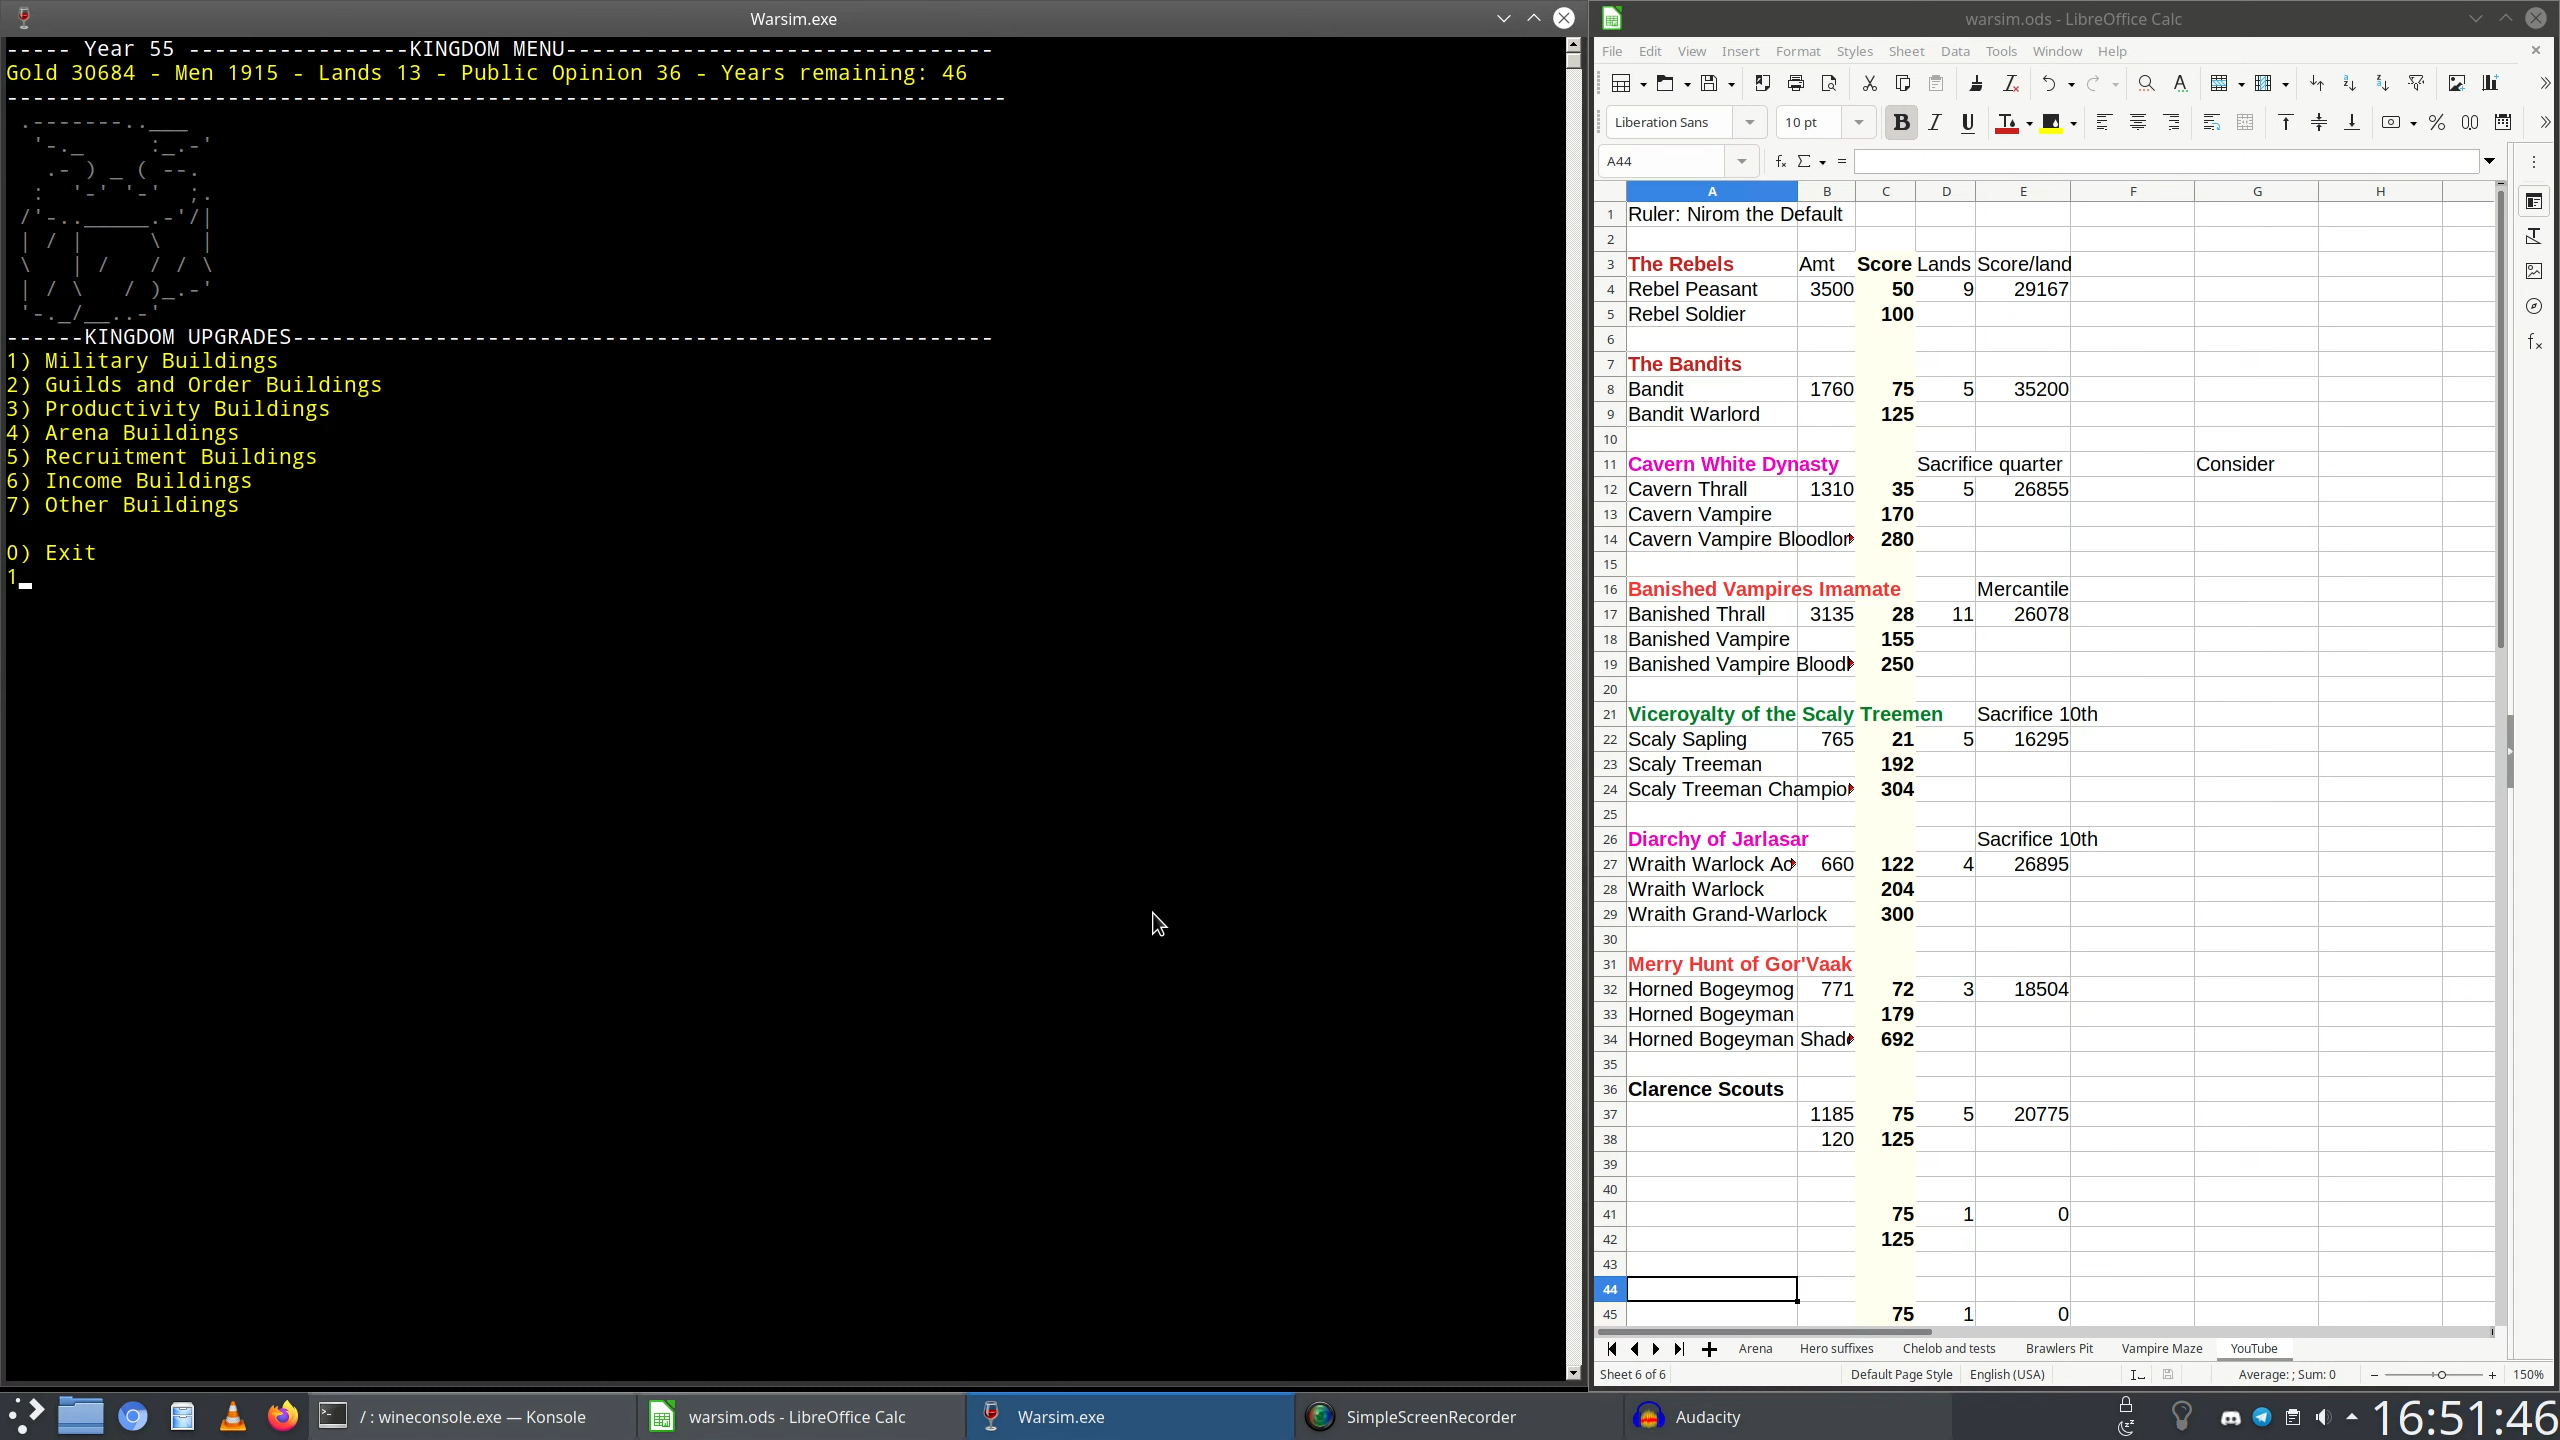 Warsim.exe
----- Year 55 -----------------KINGDOM MENU---------------------------------
Gold 30684 - Men 1915 - Lands 13 - Public Opinion 36 - Years remaining: 46
------KINGDOM UPGRADES------------------------------------------------------
1) Military Buildings
2) Guilds and Order Buildings
3) Productivity Buildings
4) Arena Buildings
5) Recruitment Buildings
6) Income Buildings
7) Other Buildings
0) Exit
1
warsim.ods - LibreOffice Calc
File Edit View Insert Format Styles Sheet Data Tools Window Help
Liberation Sans 10 pt
A44
A B C D E F G H
1 Ruler: Nirom the Default
2
3 The Rebels Amt Score Lands Score/land
4 Rebel Peasant 3500 50 9 29167
5 Rebel Soldier 100
6
7 The Bandits
8 Bandit 1760 75 5 35200
9 Bandit Warlord 125
10
11 Cavern White Dynasty Sacrifice quarter Consider
12 Cavern Thrall 1310 35 5 26855
13 Cavern Vampire 170
14 Cavern Vampire Bloodlor 280
15
16 Banished Vampires Imamate Mercantile
17 Banished Thrall 3135 28 11 26078
18 Banished Vampire 155
19 Banished Vampire Bloodl 250
20
21 Viceroyalty of the Scaly Treemen Sacrifice 10th
22 Scaly Sapling 765 21 5 16295
23 Scaly Treeman 192
24 Scaly Treeman Champio 304
25
26 Diarchy of Jarlasar Sacrifice 10th
27 Wraith Warlock Ac 660 122 4 26895
28 Wraith Warlock 204
29 Wraith Grand-Warlock 300
30
31 Merry Hunt of Gor'Vaak
32 Horned Bogeymog 771 72 3 18504
33 Horned Bogeyman 179
34 Horned Bogeyman Shad 692
35
36 Clarence Scouts
37 1185 75 5 20775
38 120 125
39
40
41 75 1 0
42 125
43
44
45 75 1 0
Arena Hero suffixes Chelob and tests Brawlers Pit Vampire Maze YouTube
Sheet 6 of 6 Default Page Style English (USA) Average: ; Sum: 0 150%
/ : wineconsole.exe — Konsole warsim.ods - LibreOffice Calc Warsim.exe SimpleScreenRecorder Audacity 16:51:46